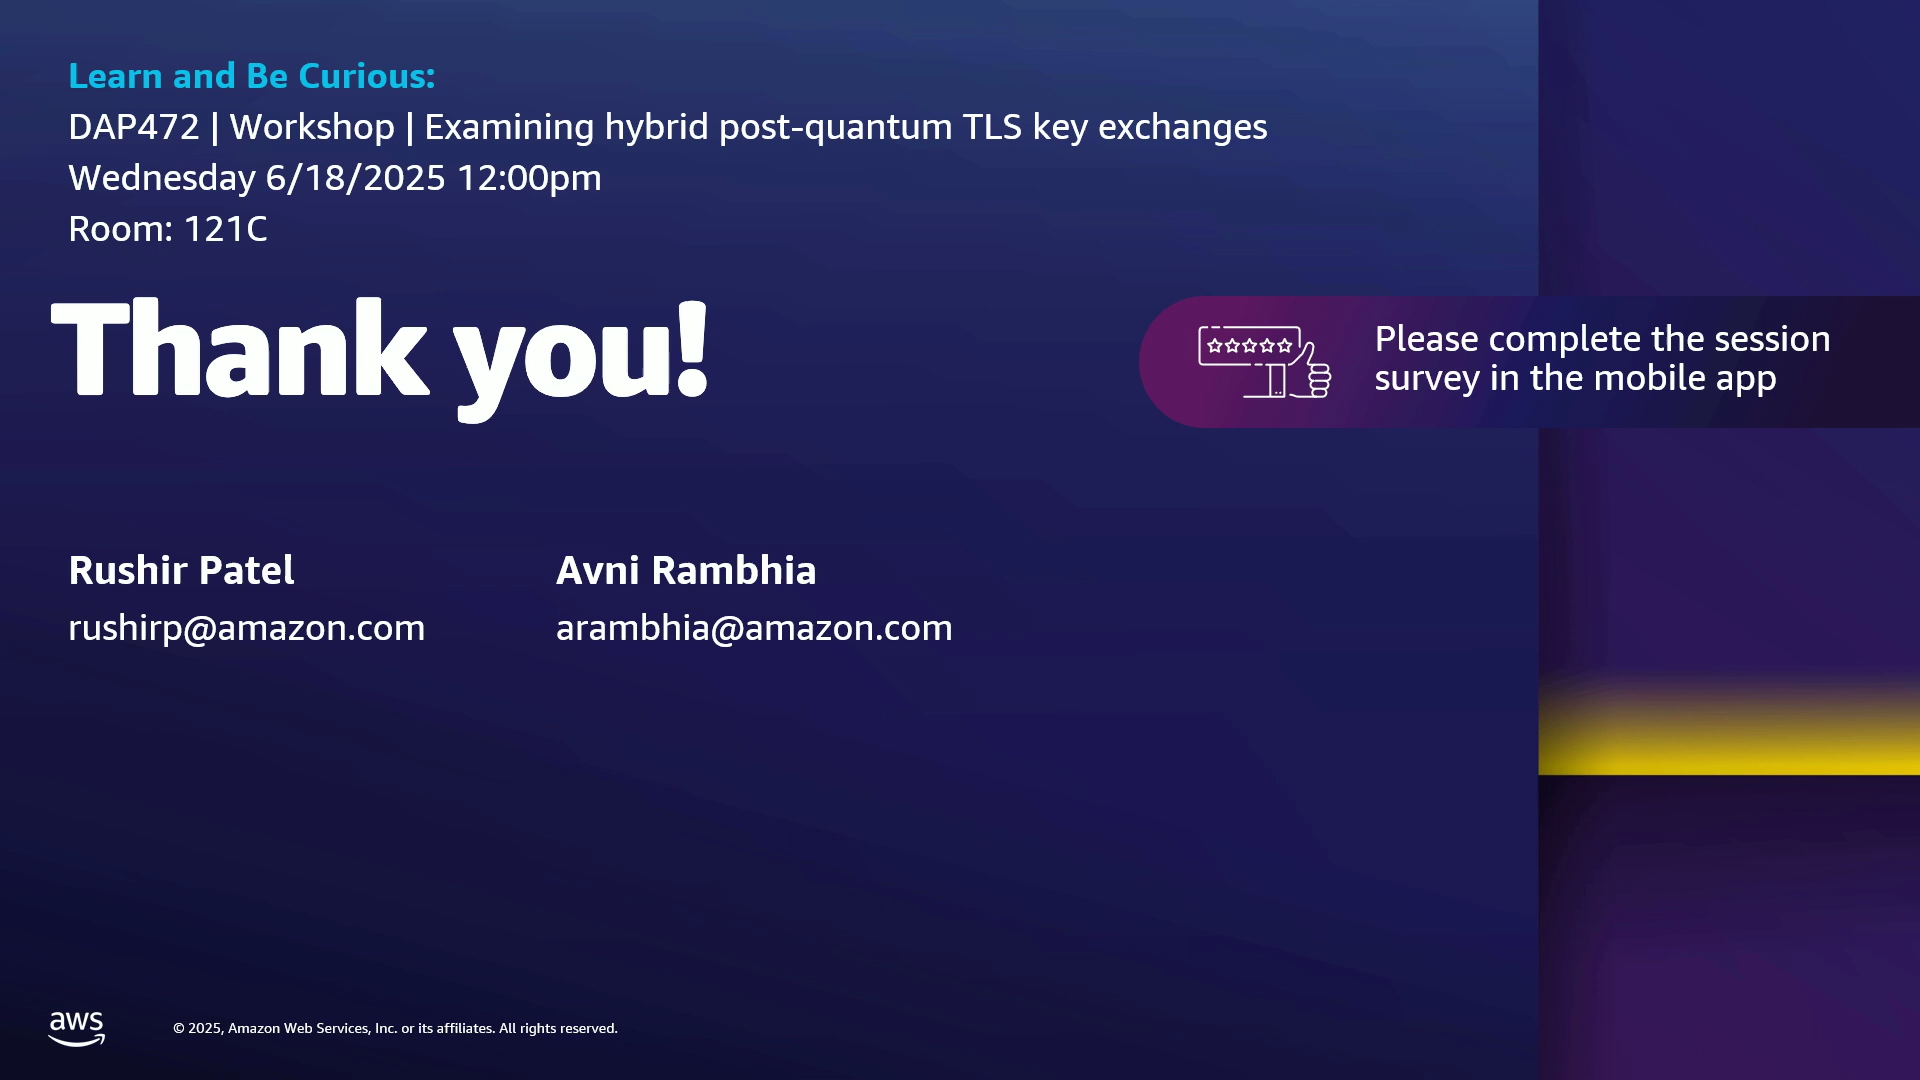 Learn and Be Curious:
DAP472 | Workshop | Examining hybrid post-quantum TLS key exchanges
Wednesday 6/18/2025 12:00pm
Room: 121C
Thank you!
Please complete the session
survey in the mobile app
Rushir Patel
rushirp@amazon.com
Avni Rambhia
arambhia@amazon.com
aws
© 2025, Amazon Web Services, Inc. or its affiliates. All rights reserved.